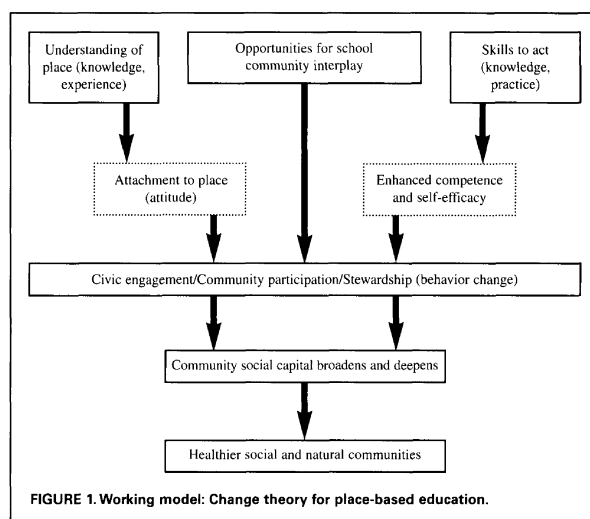 Understanding of
place (knowledge,
experience)
Opportunities for school
community interplay
Skills to act
(knowledge,
practice)
Attachment to place
(attitude)
Enhanced competence
and self-efficacy
Civic engagement/Community participation/Stewardship (behavior change)
Community social capital broadens and deepens
Healthier social and natural communities
FIGURE 1. Working model: Change theory for place-based education.